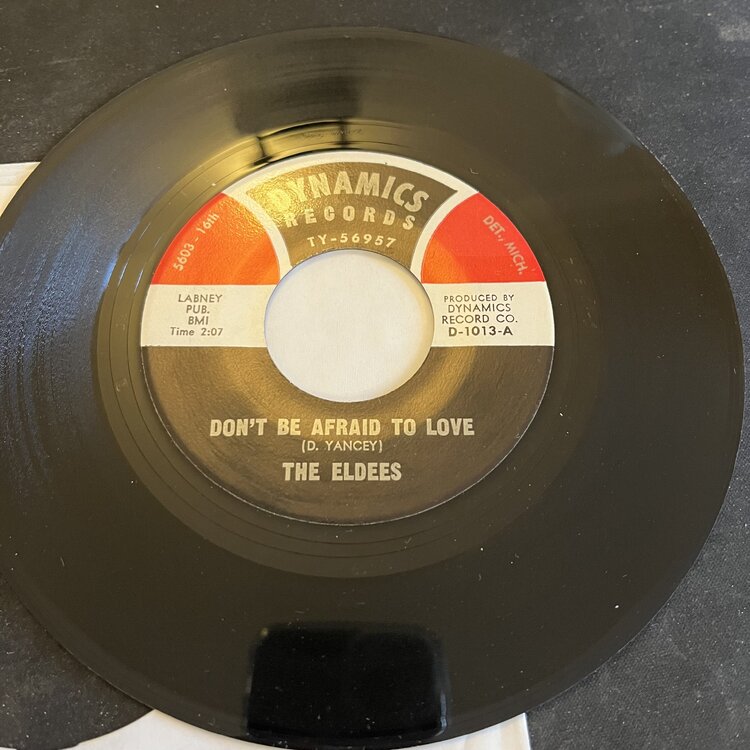 DYNAMICS
RECORDS
TY-56957
5603 - 16th
DET., MICH.
LABNEY
PUB.
BMI
Time 2:07
PRODUCED BY
DYNAMICS
RECORD CO.
D-1013-A
DON'T BE AFRAID TO LOVE
(D. YANCEY)
THE ELDEES